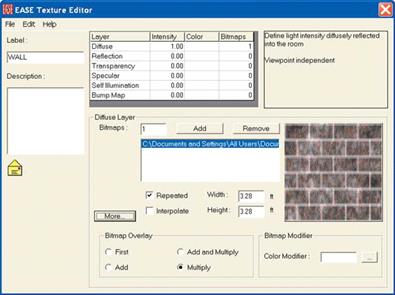 EASE Texture Editor
File Edit Help
Label :
WALL
Description :
Layer Intensity Color Bitmaps
Diffuse 1.00 1
Reflection 0.00 0
Transparency 0.00 0
Specular 0.00 0
Self Illumination 0.00 0
Bump Map 0.00 0
Define light intensity diffusely reflected
into the room
Viewpoint independent
Diffuse Layer
Bitmaps : 1 Add Remove
C:\Documents and Settings\All Users\Docum
Repeated Width : 3.28 ft
Interpolate Height : 3.28 ft
More...
Bitmap Overlay
First Add and Multiply
Add Multiply
Bitmap Modifier
Color Modifier : ...